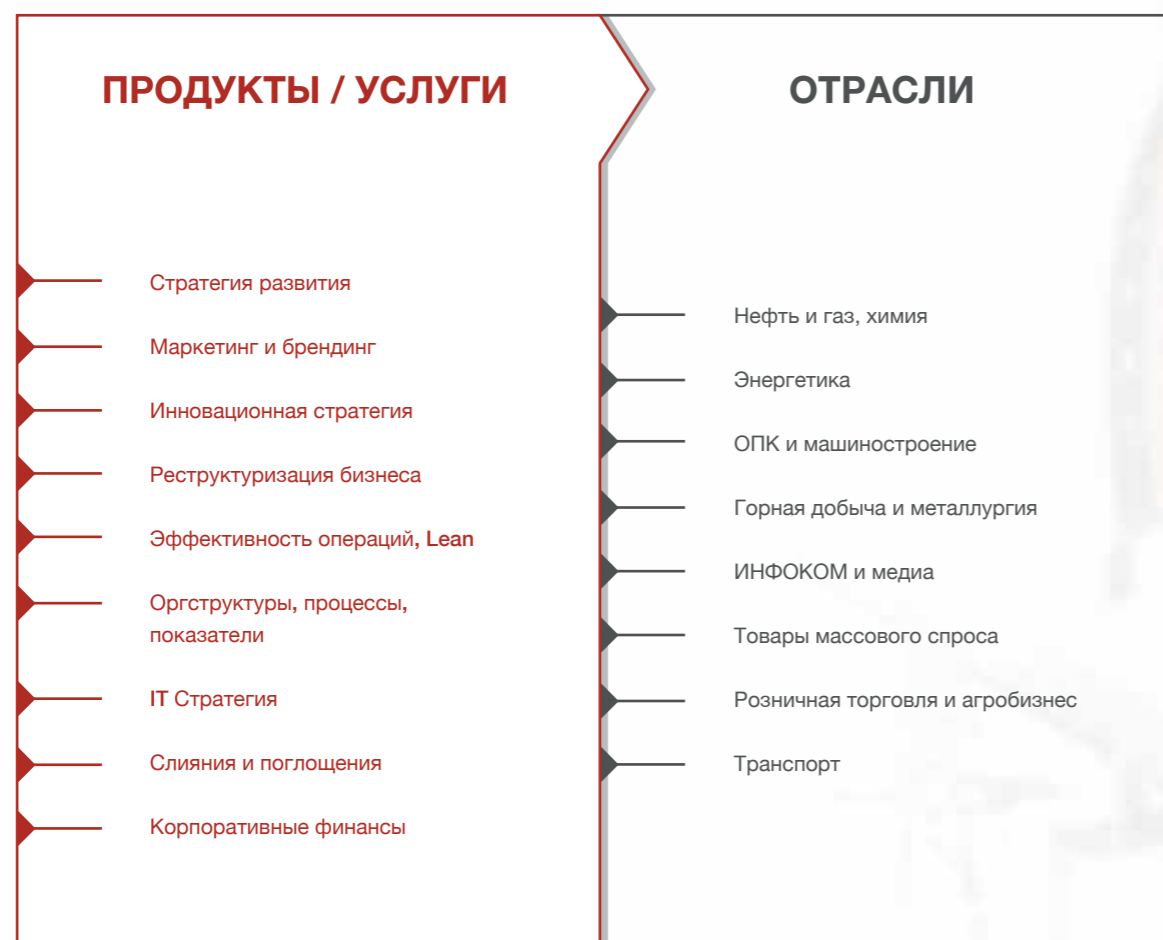 ПРОДУКТЫ / УСЛУГИ
Стратегия развития
Маркетинг и брендинг
Инновационная стратегия
Реструктуризация бизнеса
Эффективность операций, Lean
Оргструктуры, процессы,
показатели
IT Стратегия
Слияния и поглощения
Корпоративные финансы
ОТРАСЛИ
Нефть и газ, химия
Энергетика
ОПК и машиностроение
Горная добыча и металлургия
ИНФОКОМ и медиа
Товары массового спроса
Розничная торговля и агробизнес
Транспорт